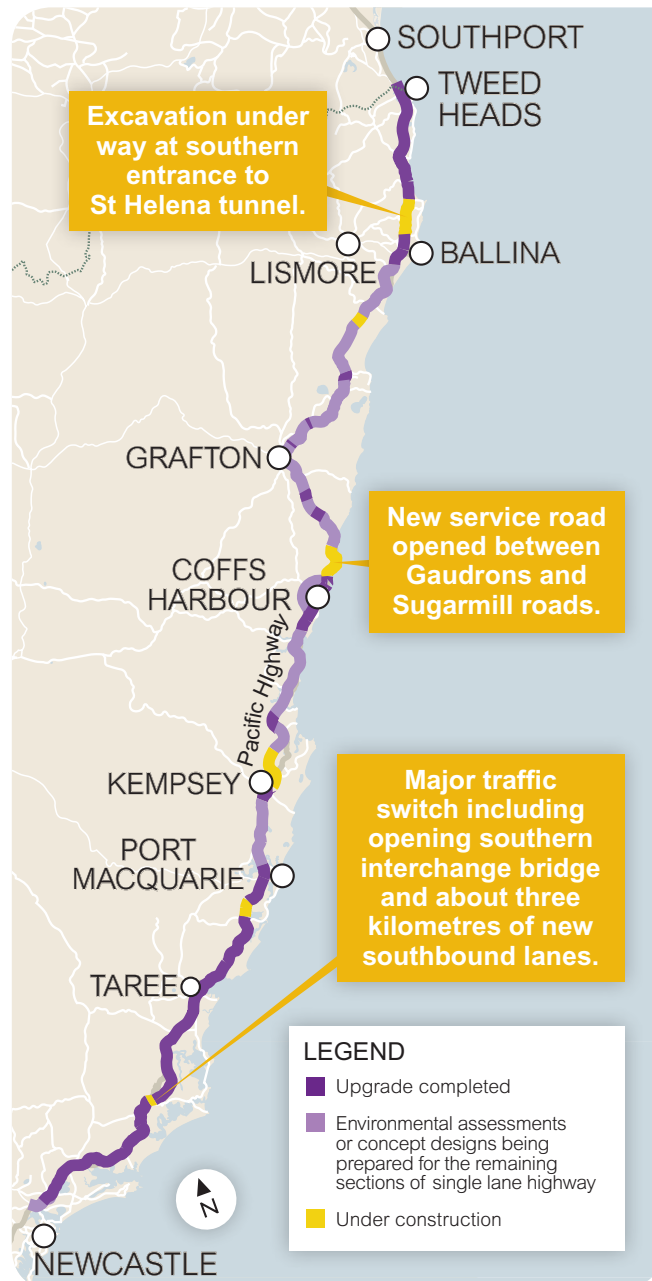 SOUTHPORT
TWEED
HEADS
Excavation under
way at southern
entrance to
St Helena tunnel.
LISMORE
BALLINA
GRAFTON
New service road
opened between
Gaudrons and
Sugarmill roads.
COFFS
HARBOUR
Pacific HIghway
KEMPSEY
Major traffic
switch including
opening southern
interchange bridge
and about three
kilometres of new
southbound lanes.
PORT
MACQUARIE
TAREE
LEGEND
Upgrade completed
Environmental assessments
or concept designs being
prepared for the remaining
sections of single lane highway
Under construction
N
NEWCASTLE